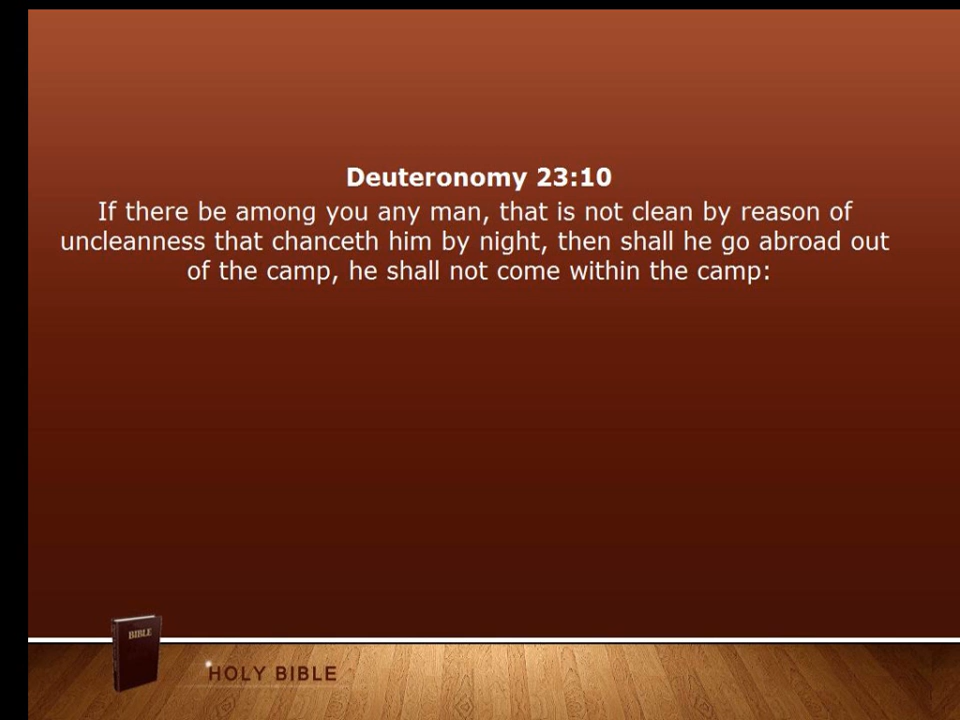 Deuteronomy 23:10
If there be among you any man, that is not clean by reason of
uncleanness that chanceth him by night, then shall he go abroad out
of the camp, he shall not come within the camp:
BIBLE
HOLY BIBLE